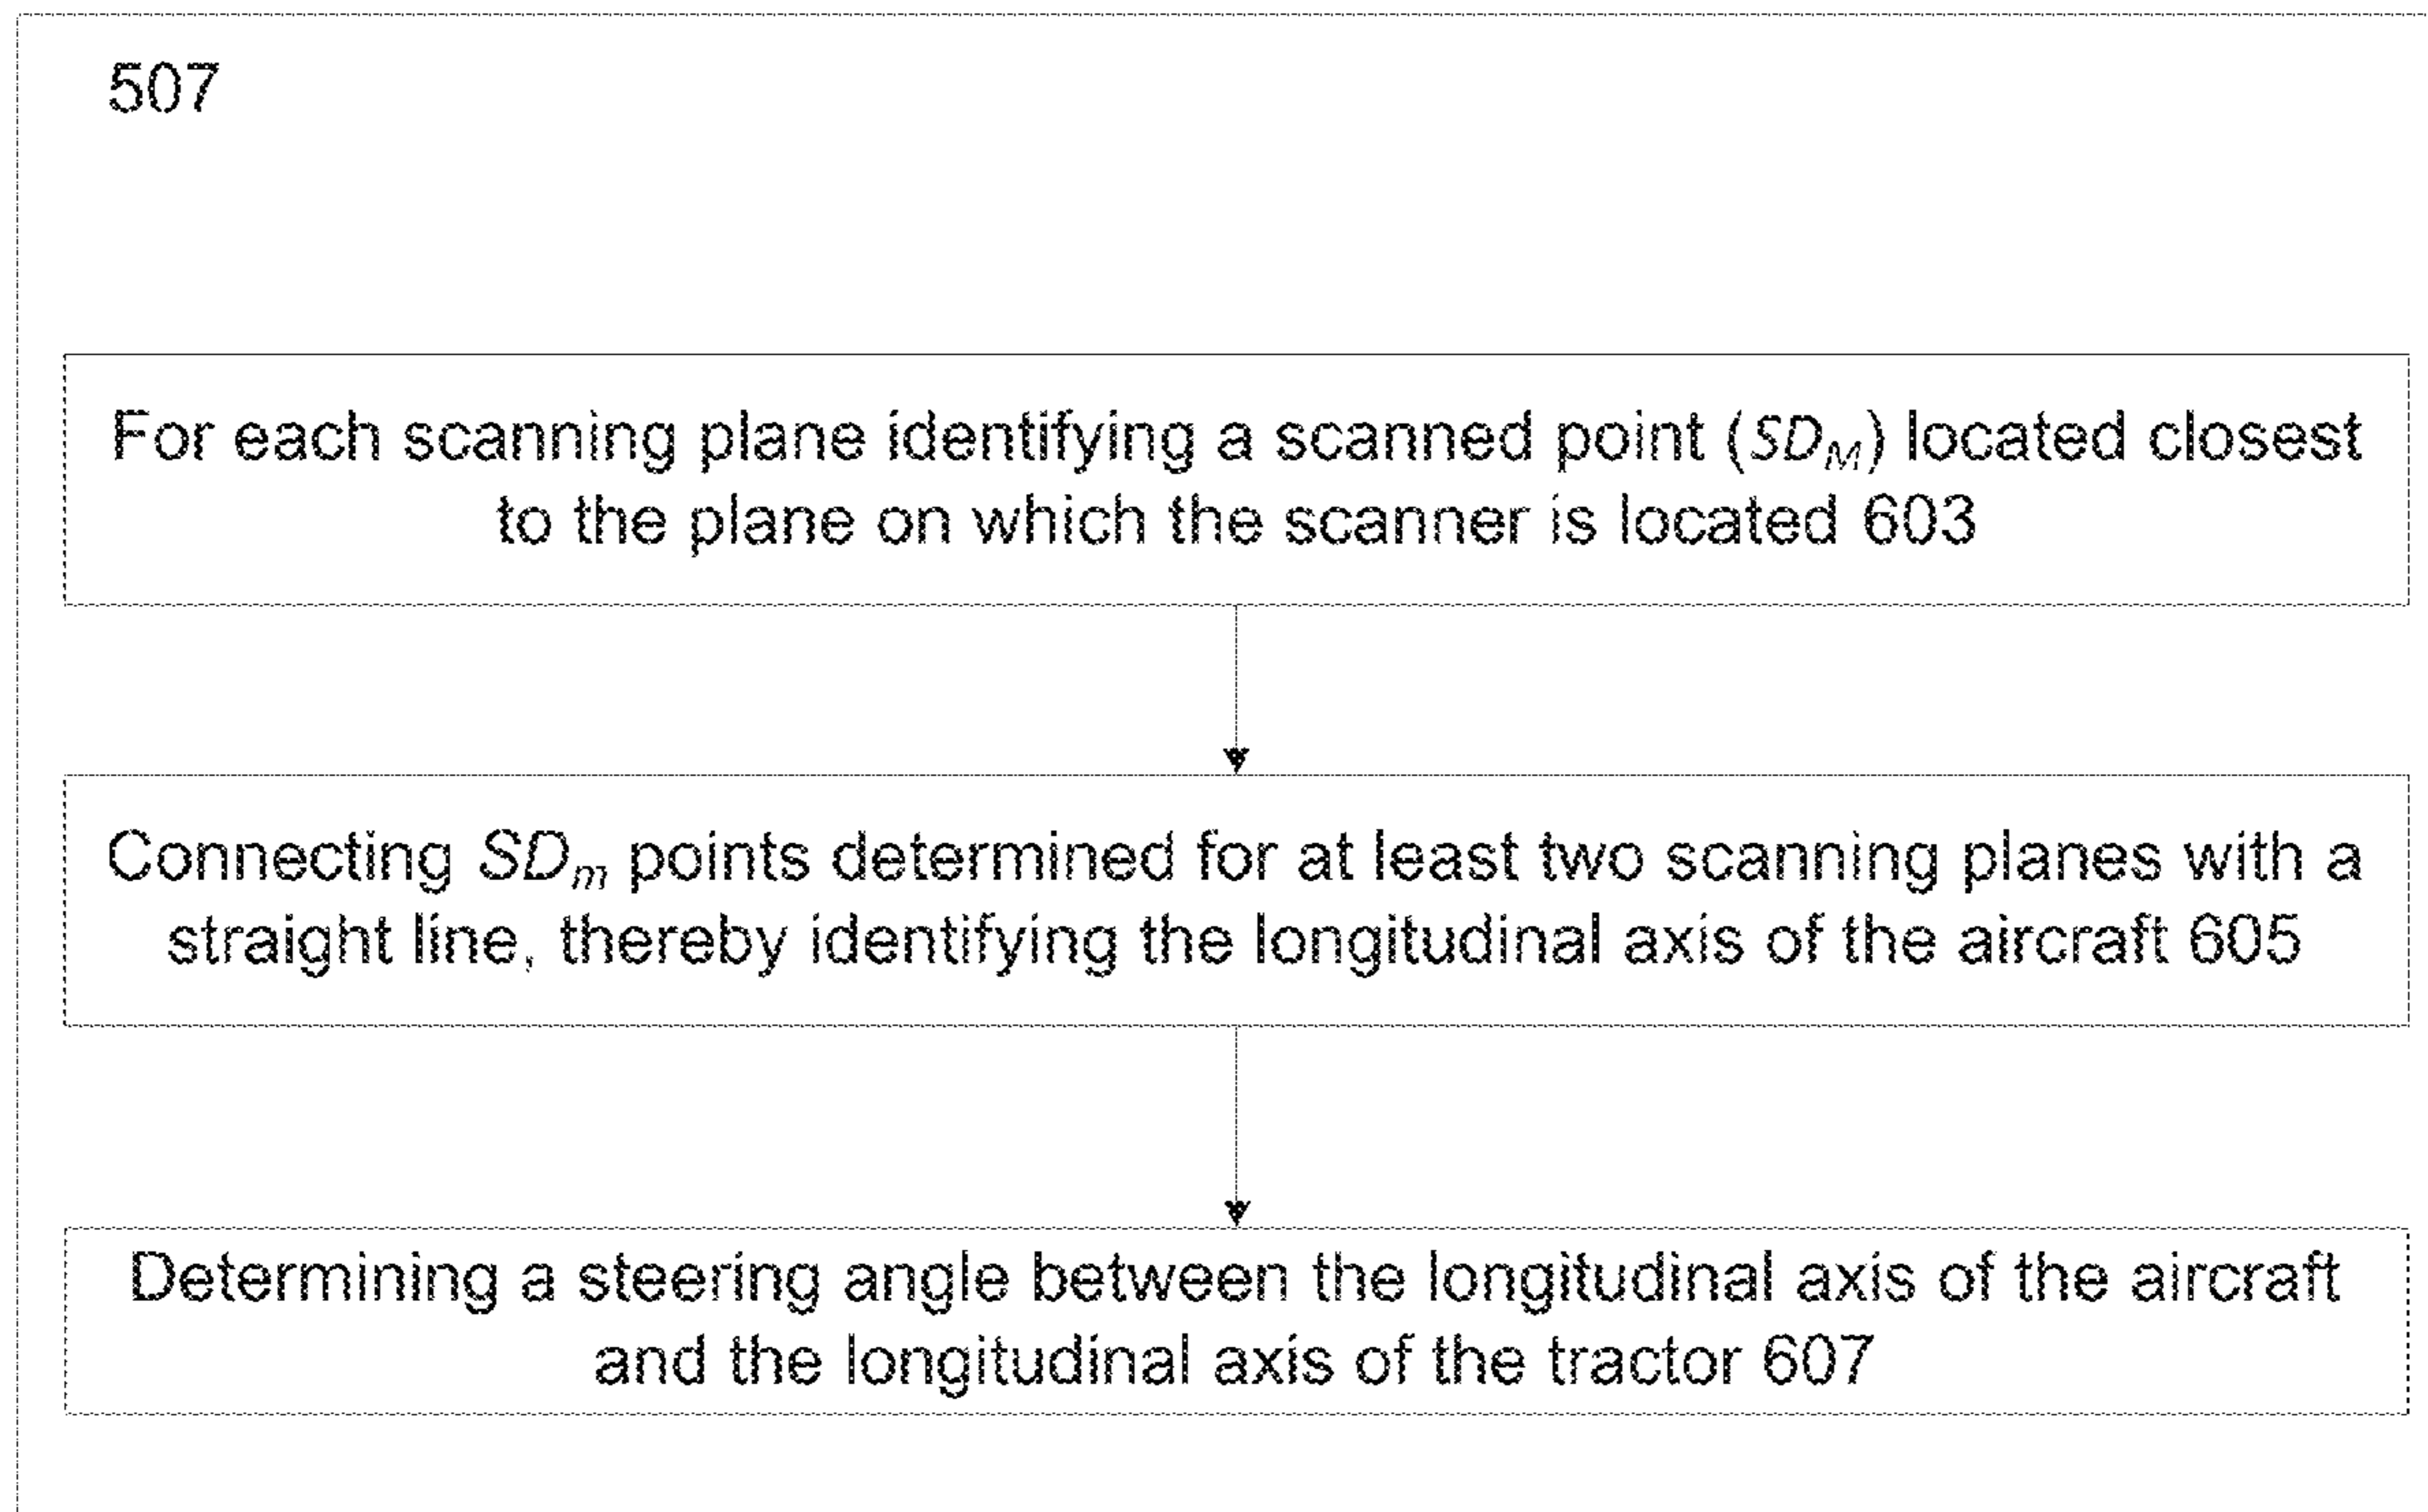 507
For each scanning plane identifying a scanned point (SD_M) located closest
to the plane on which the scanner is located 603
Connecting SD_m points determined for at least two scanning planes with a
straight line, thereby identifying the longitudinal axis of the aircraft 605
Determining a steering angle between the longitudinal axis of the aircraft
and the longitudinal axis of the tractor 607